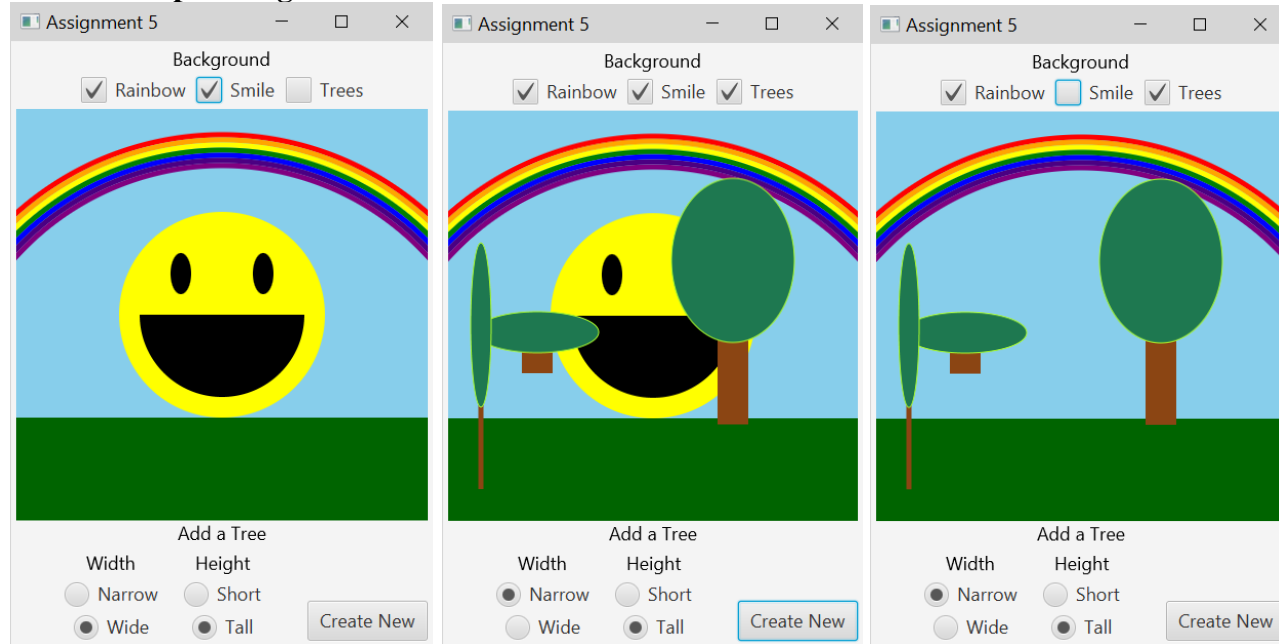 Assignment 5
Background
Rainbow Smile Trees
Add a Tree
Width Height
Narrow Short
Wide Tall
Create New
Assignment 5
Background
Rainbow Smile Trees
Add a Tree
Width Height
Narrow Short
Wide Tall
Create New
Assignment 5
Background
Rainbow Smile Trees
Add a Tree
Width Height
Narrow Short
Wide Tall
Create New